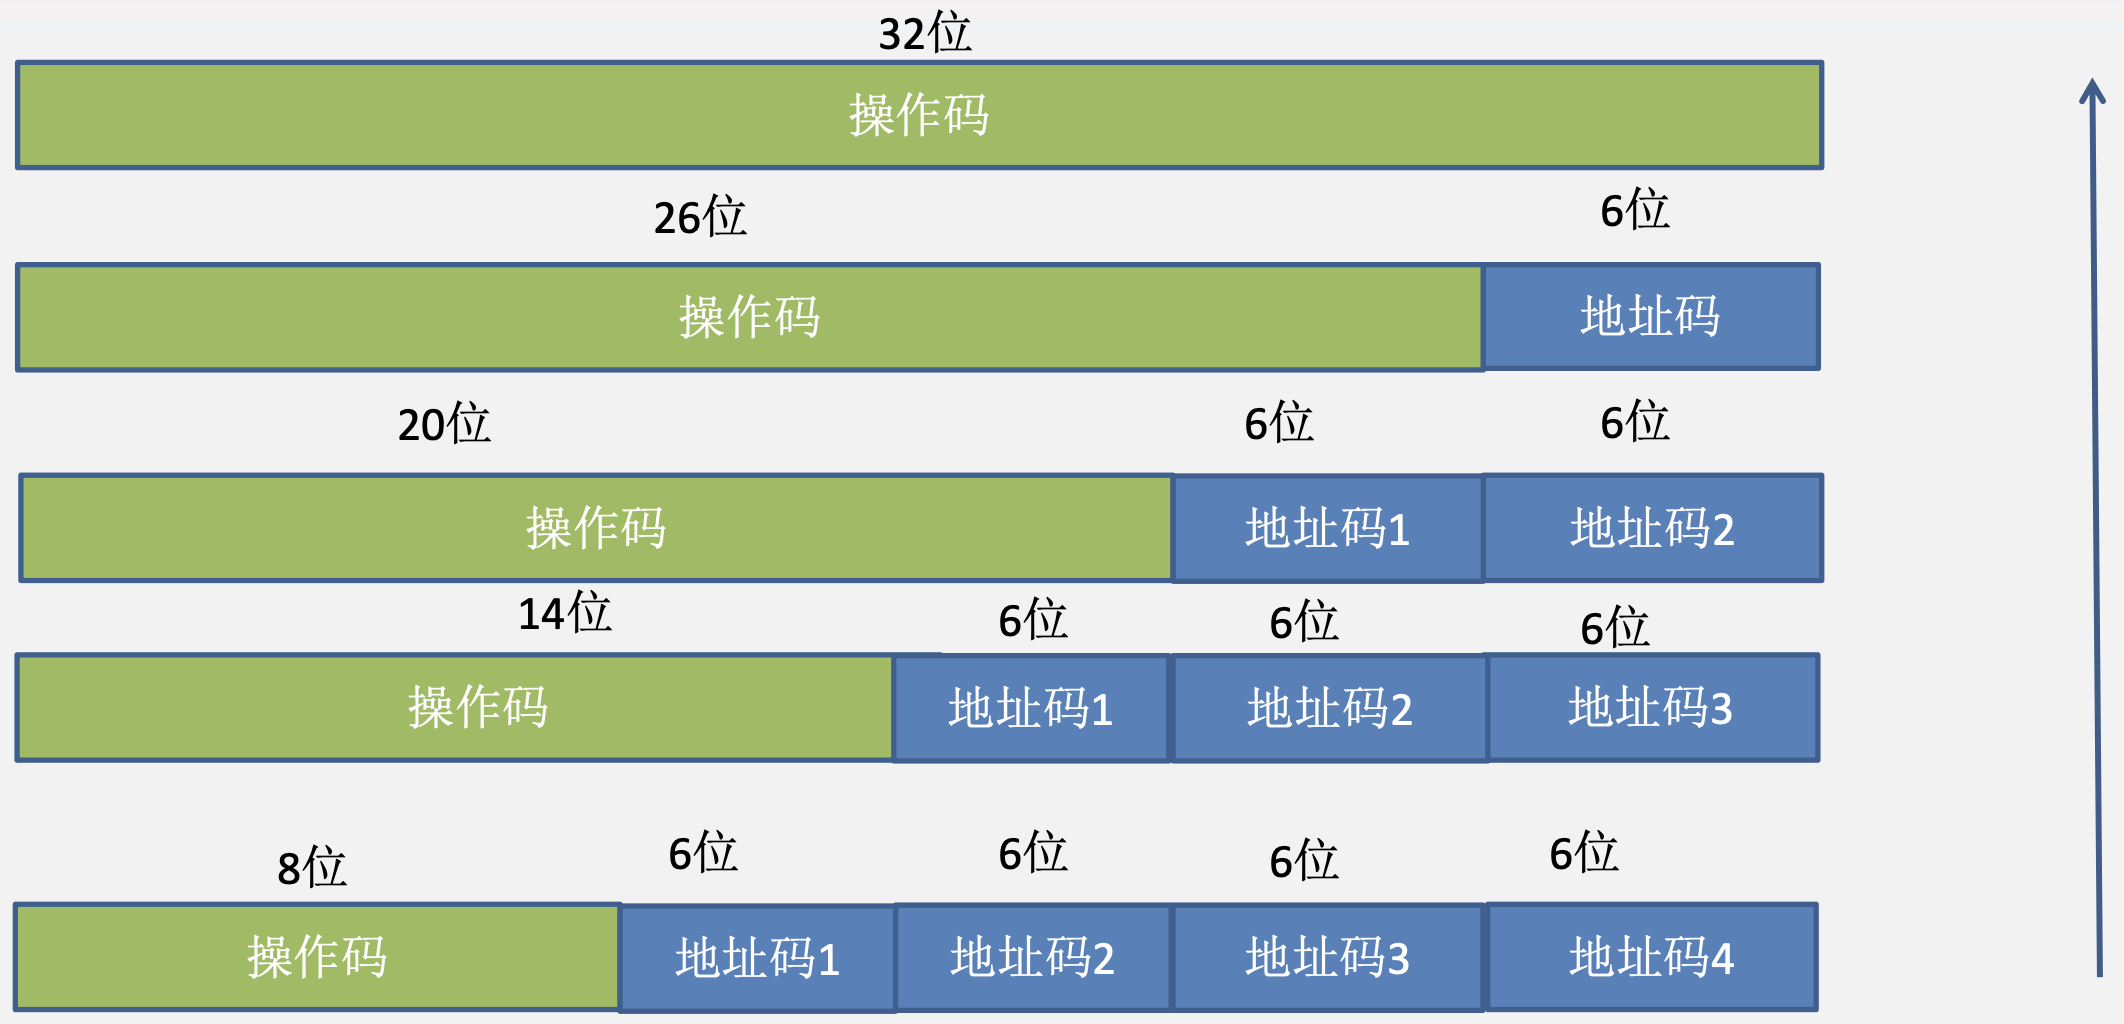 32位
操作码
26位 6位
操作码 地址码
20位 6位 6位
操作码 地址码1 地址码2
14位 6位 6位 6位
操作码 地址码1 地址码2 地址码3
8位 6位 6位 6位 6位
操作码 地址码1 地址码2 地址码3 地址码4